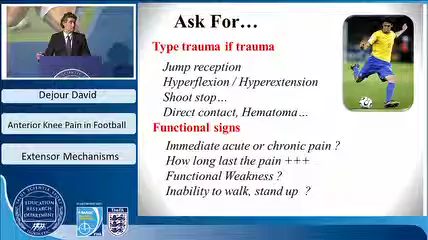 Ask For…
Type trauma if trauma
Jump reception
Hyperflexion / Hyperextension
Shoot stop…
Direct contact, Hematoma…
Functional signs
Immediate acute or chronic pain ?
How long last the pain +++
Functional Weakness ?
Inability to walk, stand up ?
Dejour David
Anterior Knee Pain in Football
Extensor Mechanisms
EDUCATION
RESEARCH
DEPARTMENT
TheFA